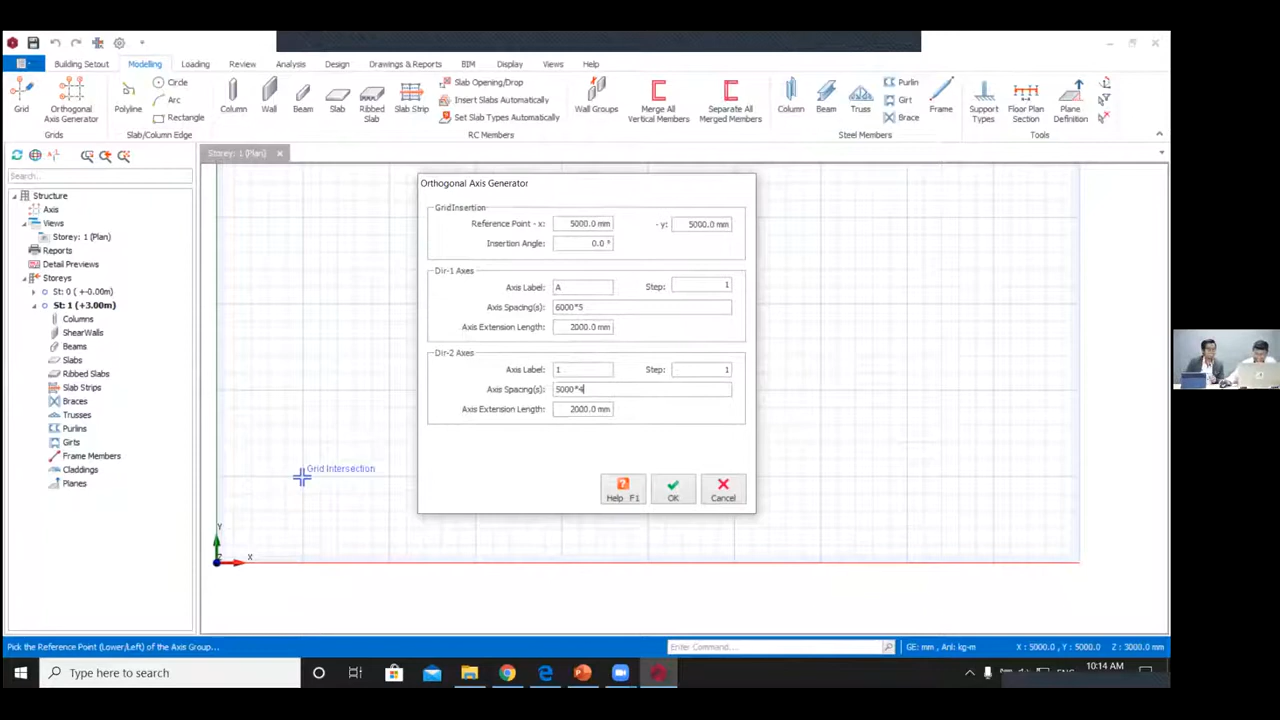 Building Setout Modelling Loading Review Analysis Design Drawings & Reports BIM Display Views Help
Grid
Orthogonal
Axis Generator
Polyline
Circle
Arc
Rectangle
Column
Wall
Beam
Slab
Ribbed
Slab
Slab Strip
Slab Opening/Drop
Insert Slabs Automatically
Set Slab Types Automatically
Wall Groups
Merge All
Vertical Members
Separate All
Merged Members
Column
Beam
Truss
Purlin
Girt
Brace
Frame
Support
Types
Floor Plan
Section
Plane
Definition
Grids Slab/Column Edge RC Members Steel Members Tools
Storey: 1 (Plan)
Search...
Structure
Axis
Views
Storey: 1 (Plan)
Reports
Detail Previews
Storeys
St: 0 (+-0.00m)
St: 1 (+3.00m)
Columns
ShearWalls
Beams
Slabs
Ribbed Slabs
Slab Strips
Braces
Trusses
Purlins
Girts
Frame Members
Claddings
Planes
Orthogonal Axis Generator
GridInsertion
Reference Point - x: 5000.0 mm - y: 5000.0 mm
Insertion Angle: 0.0 °
Dir-1 Axes
Axis Label: A Step: 1
Axis Spacing(s): 6000*5
Axis Extension Length: 2000.0 mm
Dir-2 Axes
Axis Label: 1 Step: 1
Axis Spacing(s): 5000*4
Axis Extension Length: 2000.0 mm
Help F1 OK Cancel
Grid Intersection
Y
X
Z
Pick the Reference Point (Lower/Left) of the Axis Group... Enter Command.... GE: mm, Anl: kg-m X : 5000.0 , Y : 5000.0 Z : 3000.0 mm
Type here to search ENG 10:14 AM